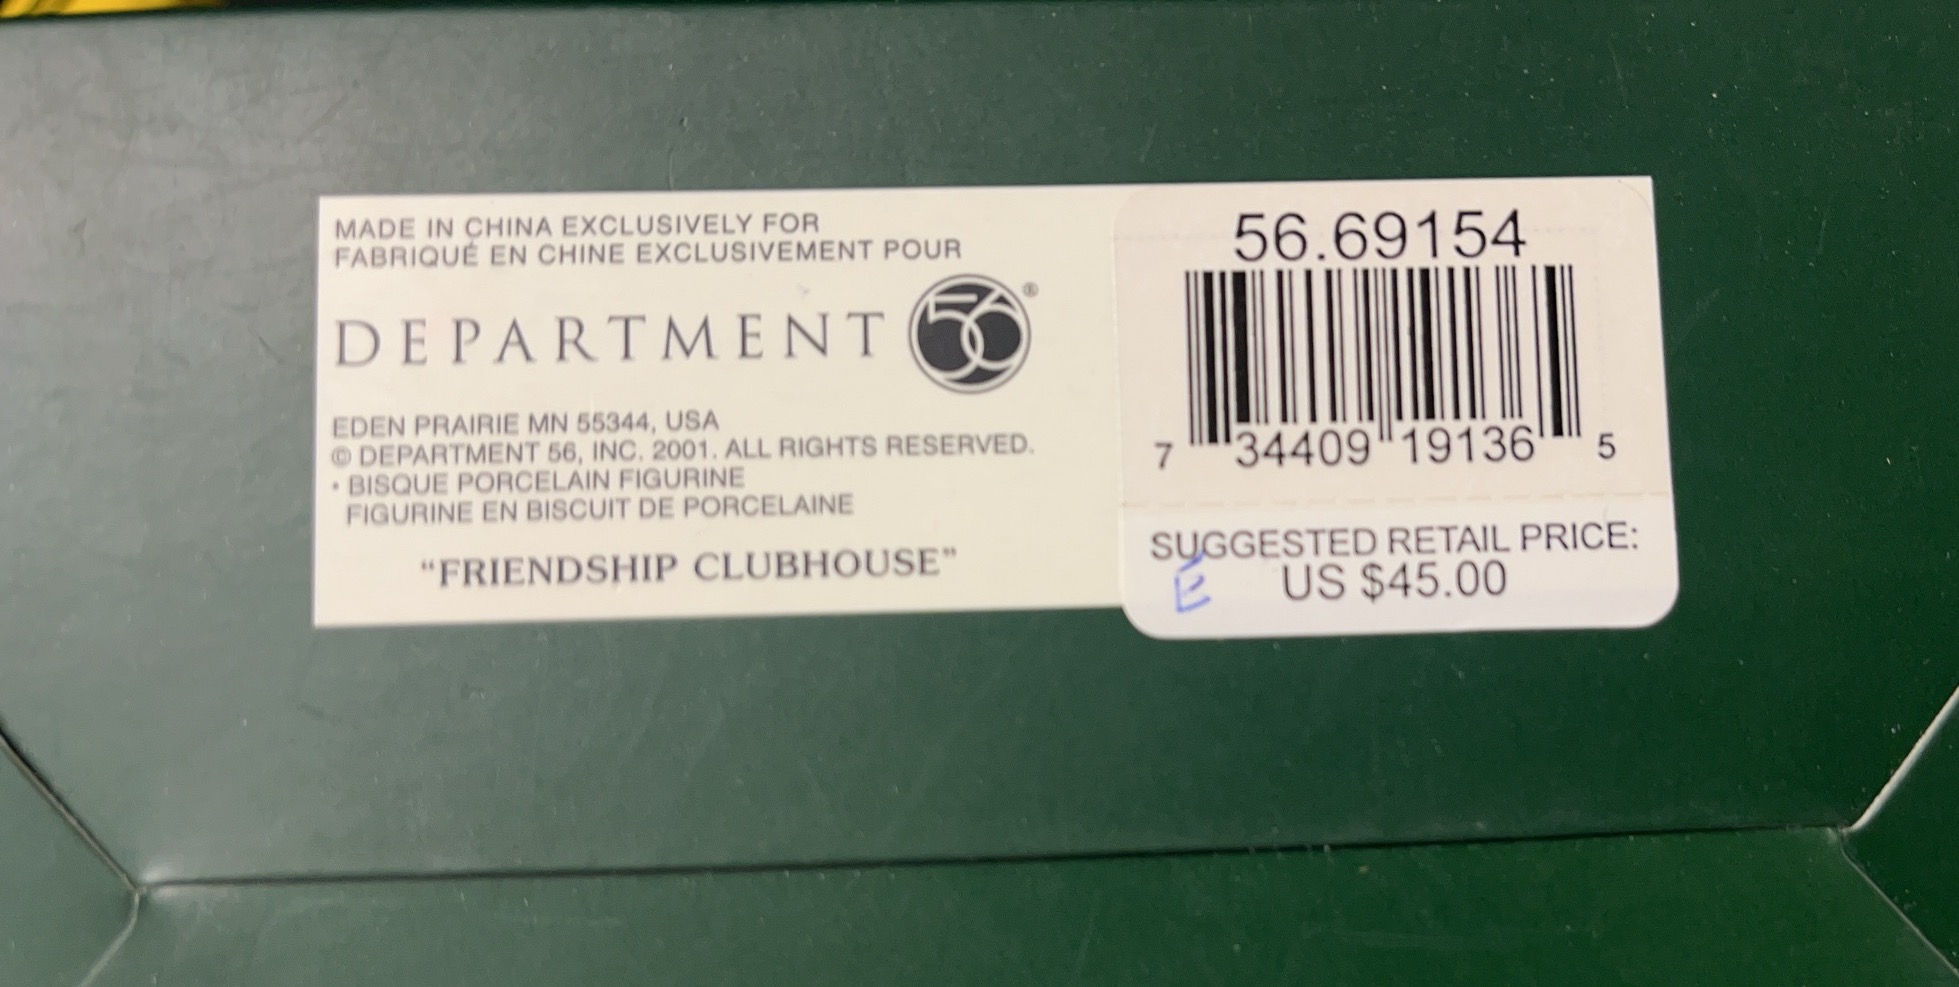 MADE IN CHINA EXCLUSIVELY FOR
FABRIQUÉ EN CHINE EXCLUSIVEMENT POUR
DEPARTMENT 56®
EDEN PRAIRIE MN 55344, USA
© DEPARTMENT 56, INC. 2001. ALL RIGHTS RESERVED.
• BISQUE PORCELAIN FIGURINE
FIGURINE EN BISCUIT DE PORCELAINE
“FRIENDSHIP CLUBHOUSE”
56.69154
7 34409 19136 5
SUGGESTED RETAIL PRICE:
E US $45.00